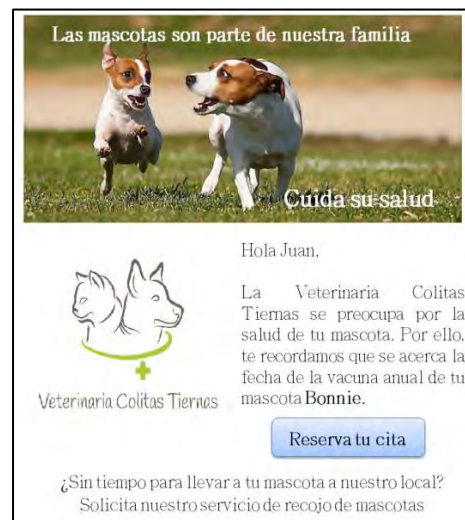 Las mascotas son parte de nuestra familia
Cuida su salud
Hola Juan,
La Veterinaria Colitas
Tiernas se preocupa por la
salud de tu mascota. Por ello,
te recordamos que se acerca la
fecha de la vacuna anual de tu
mascota Bonnie.
Veterinaria Colitas Tiernas
Reserva tu cita
¿Sin tiempo para llevar a tu mascota a nuestro local?
Solicita nuestro servicio de recojo de mascotas